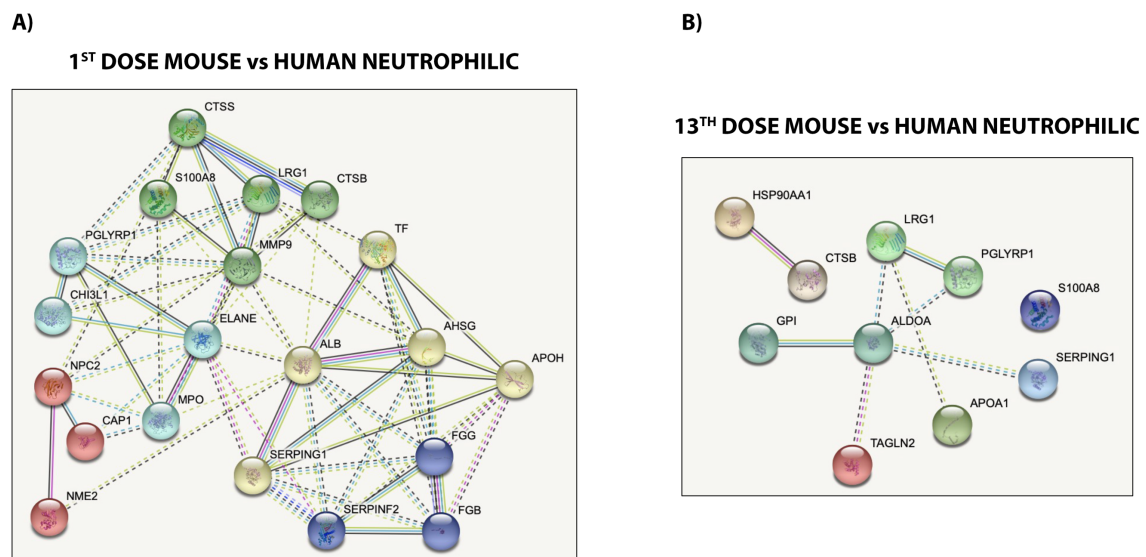 A)
1ST DOSE MOUSE vs HUMAN NEUTROPHILIC
CTSS
S100A8
LRG1
CTSB
PGLYRP1
TF
MMP9
CHI3L1
ELANE
AHSG
ALB
APOH
NPC2
MPO
CAP1
FGG
SERPING1
NME2
SERPINF2
FGB
B)
13TH DOSE MOUSE vs HUMAN NEUTROPHILIC
HSP90AA1
LRG1
CTSB
PGLYRP1
S100A8
GPI
ALDOA
SERPING1
APOA1
TAGLN2